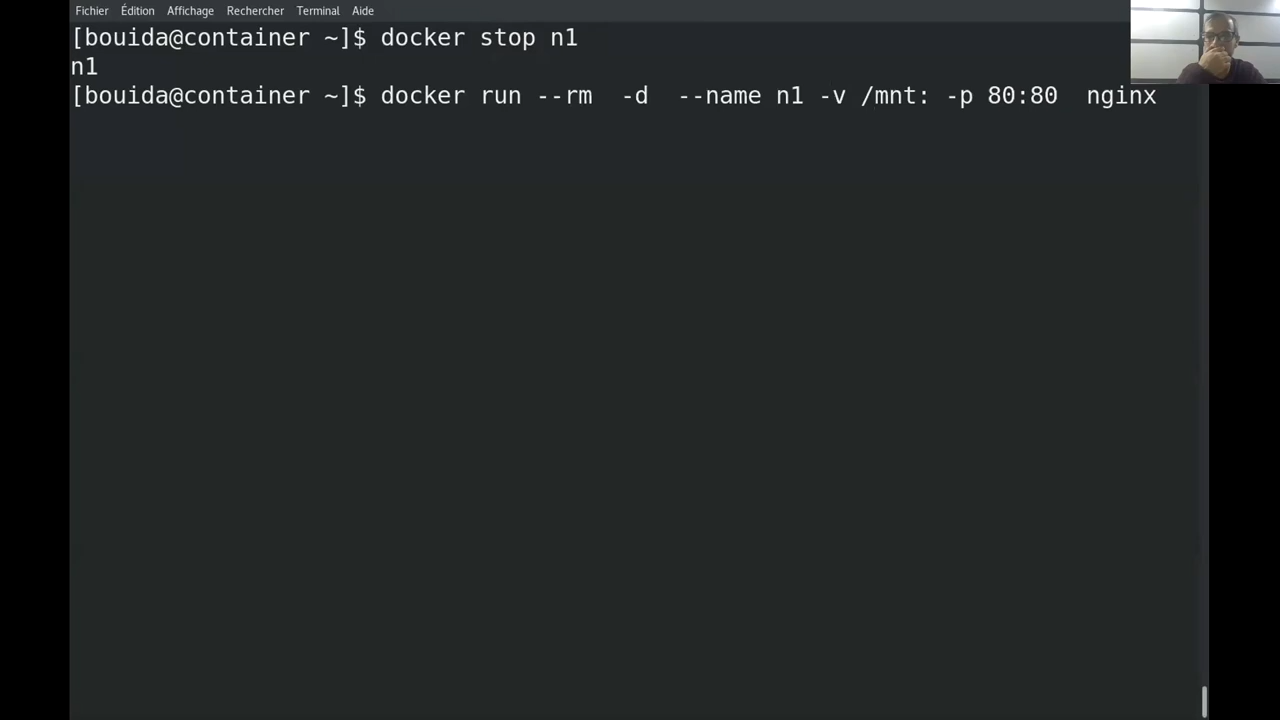 Fichier Édition Affichage Rechercher Terminal Aide
[bouida@container ~]$ docker stop n1
n1
[bouida@container ~]$ docker run --rm  -d  --name n1 -v /mnt: -p 80:80  nginx